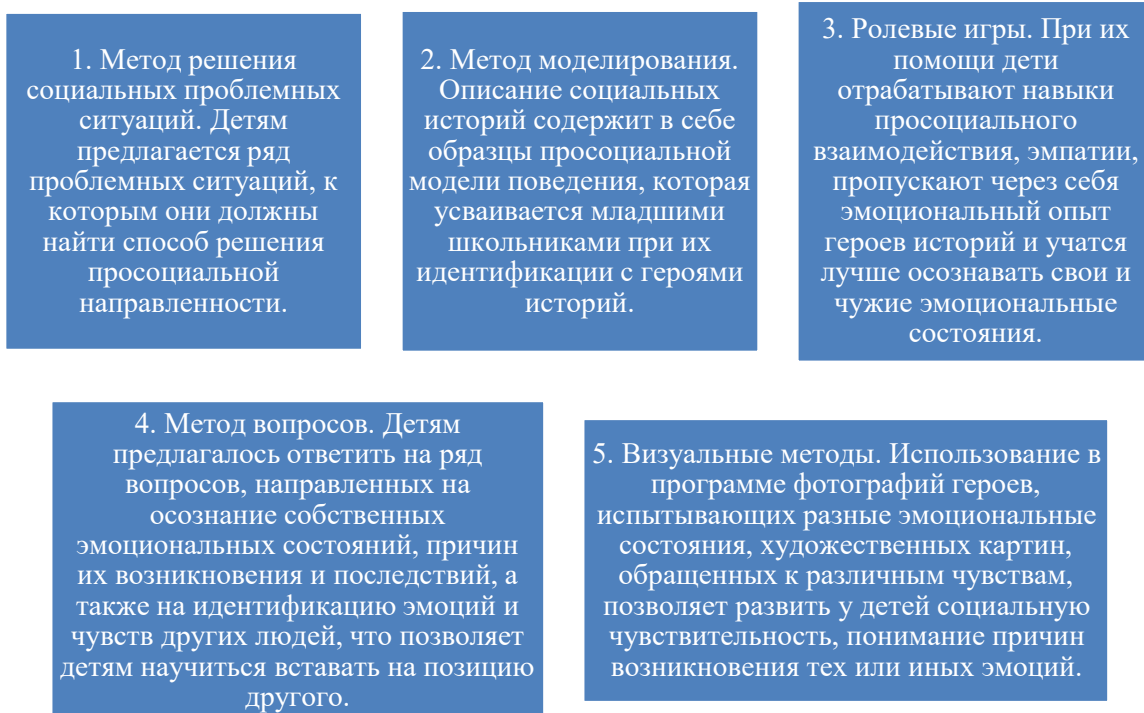 1. Метод решения
социальных проблемных
ситуаций. Детям
предлагается ряд
проблемных ситуаций, к
которым они должны
найти способ решения
просоциальной
направленности.
2. Метод моделирования.
Описание социальных
историй содержит в себе
образцы просоциальной
модели поведения, которая
усваивается младшими
школьниками при их
идентификации с героями
историй.
3. Ролевые игры. При их
помощи дети
отрабатывают навыки
просоциального
взаимодействия, эмпатии,
пропускают через себя
эмоциональный опыт
героев историй и учатся
лучше осознавать свои и
чужие эмоциональные
состояния.
4. Метод вопросов. Детям
предлагалось ответить на ряд
вопросов, направленных на
осознание собственных
эмоциональных состояний, причин
их возникновения и последствий, а
также на идентификацию эмоций и
чувств других людей, что позволяет
детям научиться вставать на позицию
другого.
5. Визуальные методы. Использование в
программе фотографий героев,
испытывающих разные эмоциональные
состояния, художественных картин,
обращенных к различным чувствам,
позволяет развить у детей социальную
чувствительность, понимание причин
возникновения тех или иных эмоций.